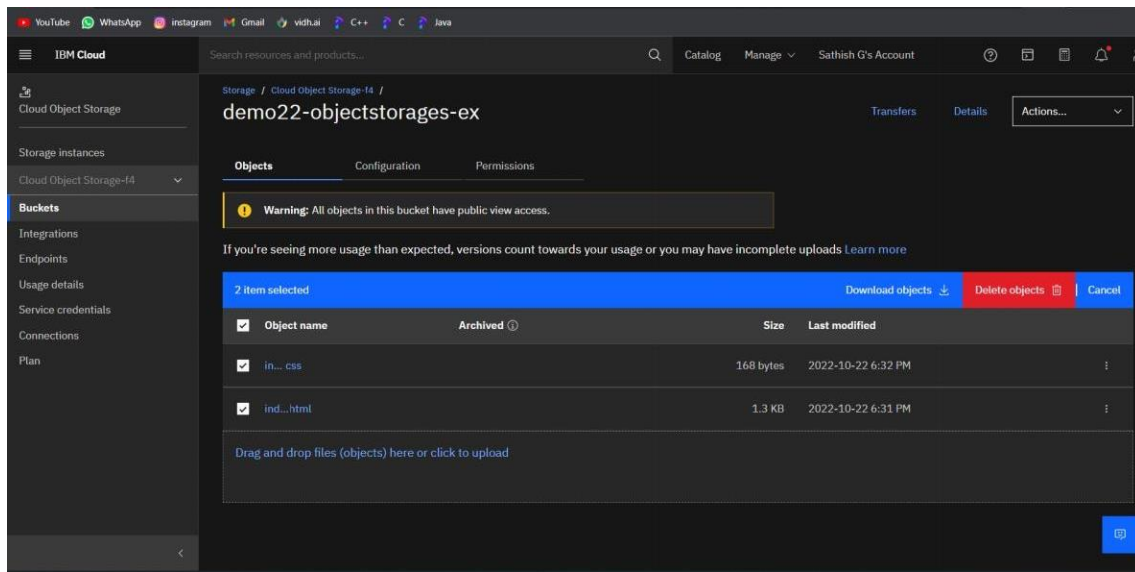 YouTube WhatsApp instagram Gmail vidh.ai C++ C Java
IBM Cloud Search resources and products... Catalog Manage Sathish G's Account
Cloud Object Storage
Storage instances
Cloud Object Storage-f4
Buckets
Integrations
Endpoints
Usage details
Service credentials
Connections
Plan
Storage / Cloud Object Storage-f4 /
demo22-objectstorages-ex
Transfers Details Actions...
Objects Configuration Permissions
Warning: All objects in this bucket have public view access.
If you're seeing more usage than expected, versions count towards your usage or you may have incomplete uploads Learn more
2 item selected Download objects Delete objects Cancel
Object name Archived Size Last modified
in... css 168 bytes 2022-10-22 6:32 PM
ind...html 1.3 KB 2022-10-22 6:31 PM
Drag and drop files (objects) here or click to upload